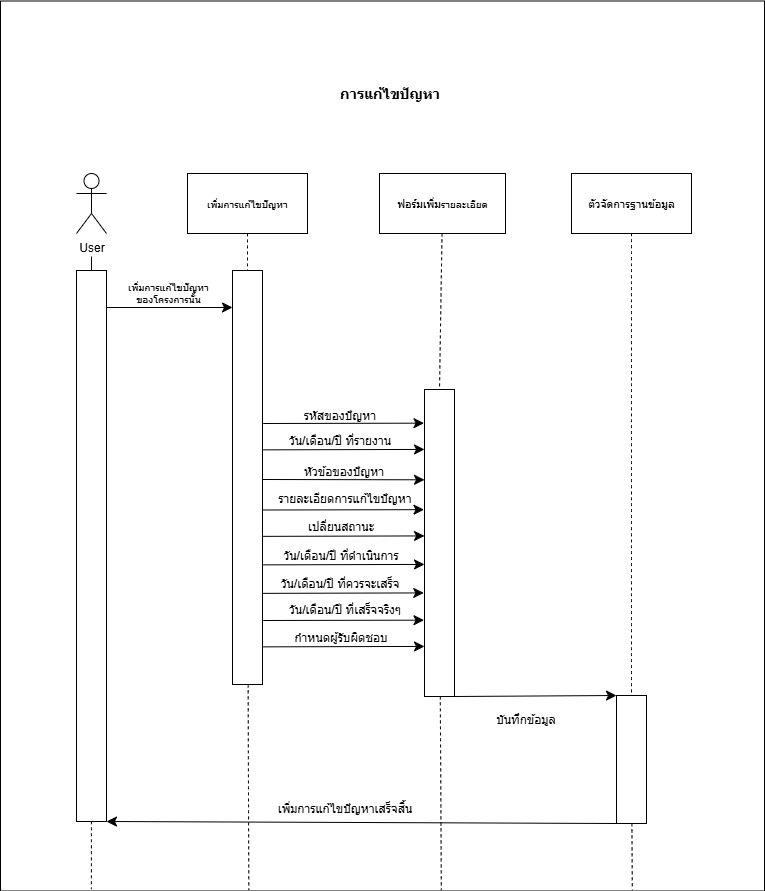 การแก้ไขปัญหา
User
เพิ่มการแก้ไขปัญหา
ฟอร์มเพิ่มรายละเอียด
ตัวจัดการฐานข้อมูล
เพิ่มการแก้ไขปัญหา
ของโครงการนั้น
รหัสของปัญหา
วัน/เดือน/ปี ที่รายงาน
หัวข้อของปัญหา
รายละเอียดการแก้ไขปัญหา
เปลี่ยนสถานะ
วัน/เดือน/ปี ที่ดำเนินการ
วัน/เดือน/ปี ที่ควรจะเสร็จ
วัน/เดือน/ปี ที่เสร็จจริงๆ
กำหนดผู้รับผิดชอบ
บันทึกข้อมูล
เพิ่มการแก้ไขปัญหาเสร็จสิ้น